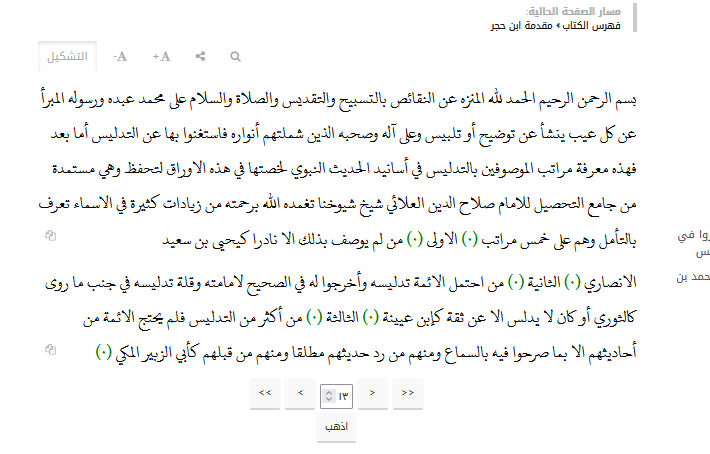 مسار الصفحة الحالية:
فهرس الكتاب مقدمة ابن حجر
التشكيل -A +A
بسم الرحمن الرحيم الحمد لله المنزه عن النقائص بالتسبيح والتقديس والصلاة والسلام على محمد عبده ورسوله المبرأ
عن كل عيب ينشأ عن توضيح أو تلبيس وعلى آله وصحبه الذين شملتهم أنواره فاستغنوا بها عن التدليس أما بعد
فهذه معرفة مراتب الموصوفين بالتدليس في أسانيد الحديث النبوي لخصتها في هذه الاوراق لتحفظ وهي مستمدة
من جامع التحصيل للامام صلاح الدين العلائي شيخ شيوخنا تغمده الله برحمته من زيادات كثيرة في الاسماء تعرف
بالتأمل وهم على خمس مراتب (٠) الاولى (٠) من لم يوصف بذلك الا نادرا كيحيى بن سعيد
الانصاري (٠) الثانية (٠) من احتمل الائمة تدليسه وأخرجوا له في الصحيح لامامته وقلة تدليسه في جنب ما روى
كالثوري أو كان لا يدلس الا عن ثقة كإبن عيينة (٠) الثالثة (٠) من أكثر من التدليس فلم يحتج الائمة من
أحاديثهم الا بما صرحوا فيه بالسماع ومنهم من رد حديثهم مطلقا ومنهم من قبلهم كأبي الزبير المكي (٠)
روا في
حمد بن
<< < ١٣ > >>
اذهب